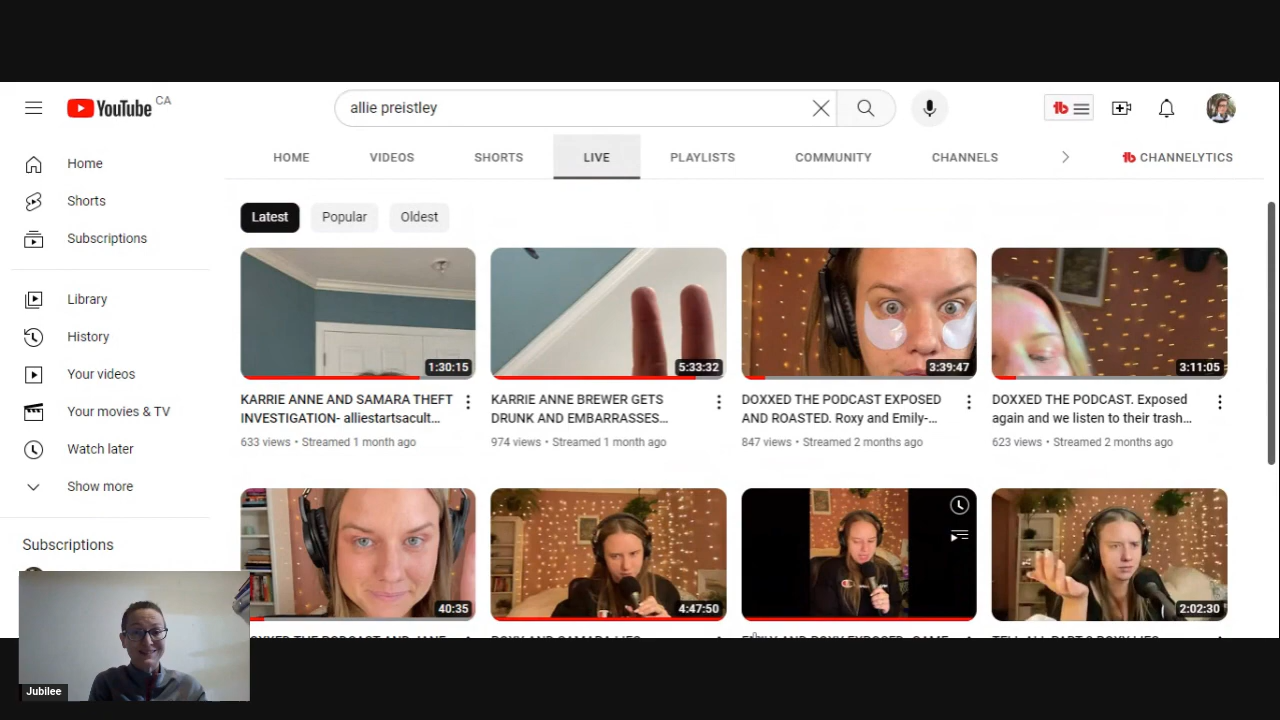 YouTube CA
allie preistley
HOME VIDEOS SHORTS LIVE PLAYLISTS COMMUNITY CHANNELS CHANNELYTICS
Home
Shorts
Subscriptions
Library
History
Your videos
Your movies & TV
Watch later
Show more
Subscriptions
Latest Popular Oldest
1:30:15
KARRIE ANNE AND SAMARA THEFT
INVESTIGATION- alliestartsacult...
633 views • Streamed 1 month ago
5:33:32
KARRIE ANNE BREWER GETS
DRUNK AND EMBARRASSES...
974 views • Streamed 1 month ago
3:39:47
DOXXED THE PODCAST EXPOSED
AND ROASTED. Roxy and Emily-...
847 views • Streamed 2 months ago
3:11:05
DOXXED THE PODCAST. Exposed
again and we listen to their trash...
623 views • Streamed 2 months ago
40:35
4:47:50
2:02:30
Jubilee